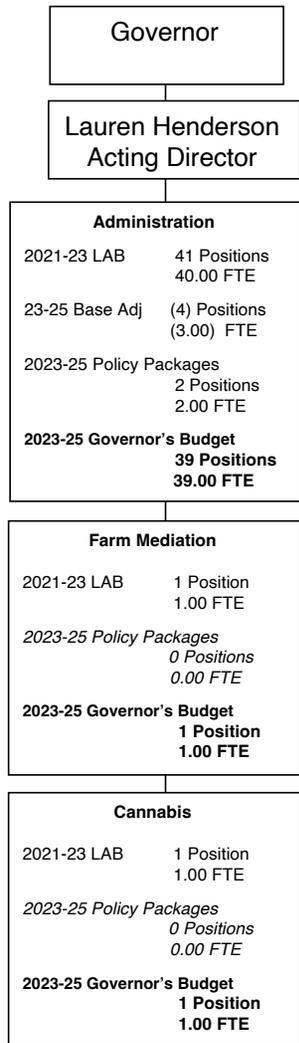 Governor
Lauren Henderson
Acting Director
Administration
2021-23 LAB 41 Positions
40.00 FTE
23-25 Base Adj (4) Positions
(3.00) FTE
2023-25 Policy Packages
2 Positions
2.00 FTE
2023-25 Governor's Budget
39 Positions
39.00 FTE
Farm Mediation
2021-23 LAB 1 Position
1.00 FTE
2023-25 Policy Packages
0 Positions
0.00 FTE
2023-25 Governor's Budget
1 Position
1.00 FTE
Cannabis
2021-23 LAB 1 Position
1.00 FTE
2023-25 Policy Packages
0 Positions
0.00 FTE
2023-25 Governor's Budget
1 Position
1.00 FTE